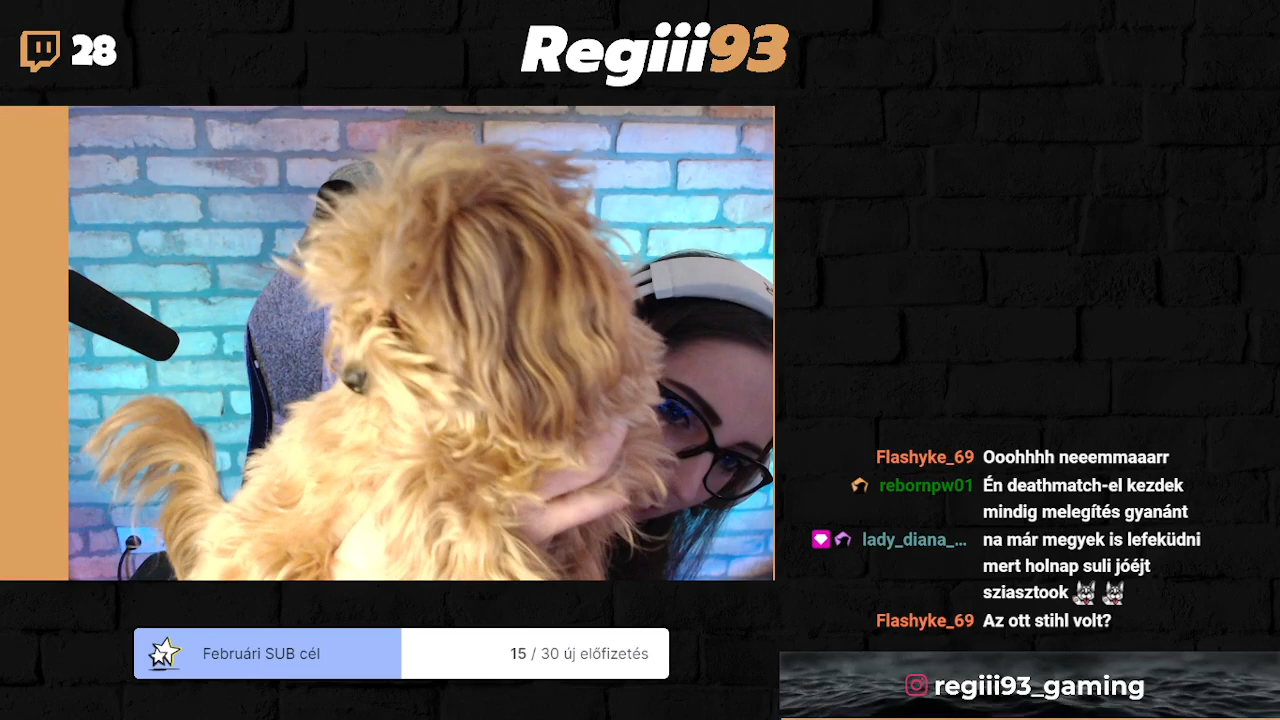 28
Regiii93
Flashyke_69 Ooohhhh neeemmaaarr
rebornpw01 Én deathmatch-el kezdek
mindig melegítés gyanánt
lady_diana_... na már megyek is lefeküdni
mert holnap suli jóéjt
sziasztook
Flashyke_69 Az ott stihl volt?
Februári SUB cél 15 / 30 új előfizetés
regiii93_gaming